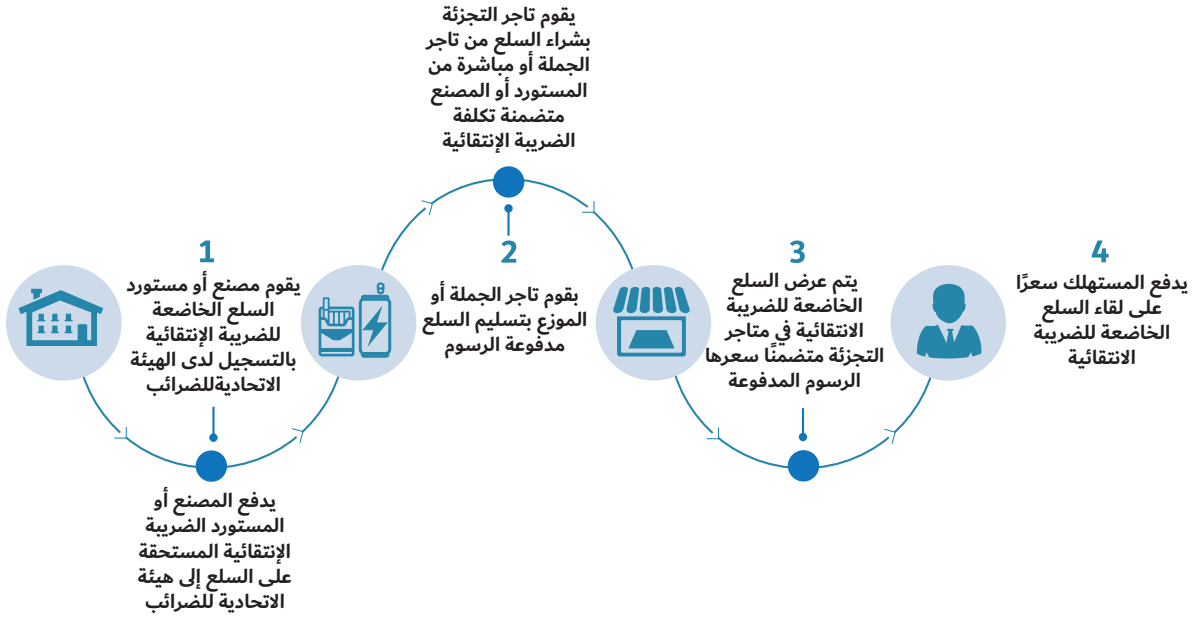 يقوم تاجر التجزئة
بشراء السلع من تاجر
الجملة أو مباشرة من
المستورد أو المصنع
متضمنة تكلفة
الضريبة الإنتقائية
1
يقوم مصنع أو مستورد
السلع الخاضعة
للضريبة الإنتقائية
بالتسجيل لدى الهيئة
الاتحاديةللضرائب
يدفع المصنع أو
المستورد الضريبة
الإنتقائية المستحقة
على السلع إلى هيئة
الاتحادية للضرائب
2
بقوم تاجر الجملة أو
الموزع بتسليم السلع
مدفوعة الرسوم
3
يتم عرض السلع
الخاضعة للضريبة
الانتقائية في متاجر
التجزئة متضمنًا سعرها
الرسوم المدفوعة
4
يدفع المستهلك سعرًا
على لقاء السلع
الخاضعة للضريبة
الانتقائية